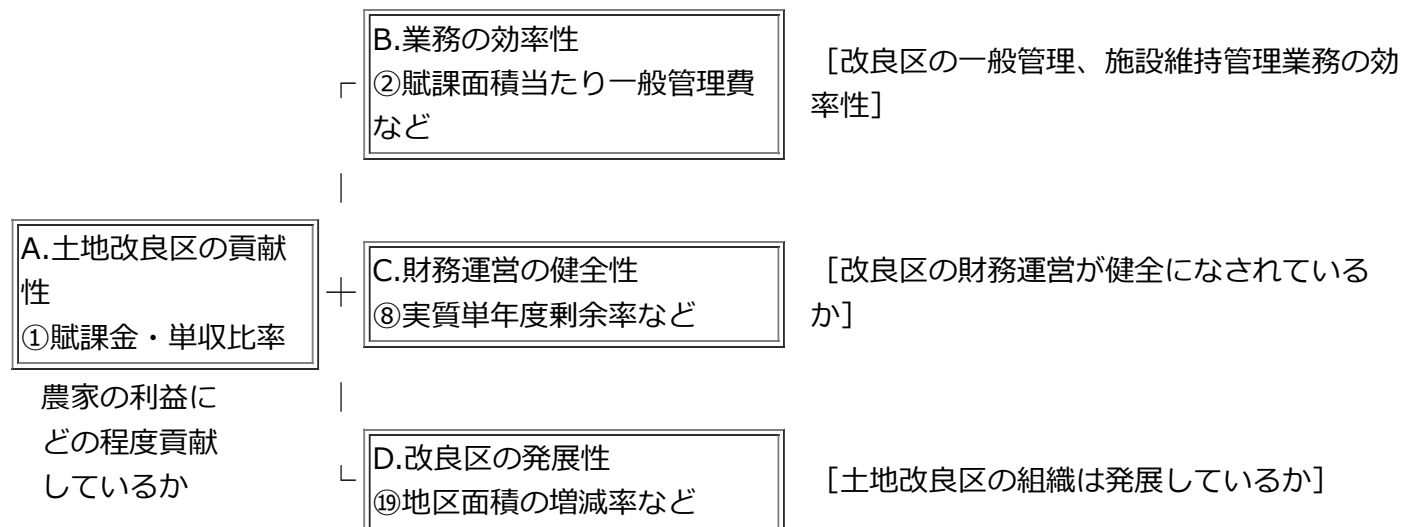 B.業務の効率性
②賦課面積当たり一般管理費
など
［改良区の一般管理、施設維持管理業務の効
率性］
A.土地改良区の貢献
性
①賦課金・単収比率
農家の利益に
どの程度貢献
しているか
C.財務運営の健全性
⑧実質単年度剰余率など
［改良区の財務運営が健全になされている
か］
D.改良区の発展性
⑲地区面積の増減率など
［土地改良区の組織は発展しているか］